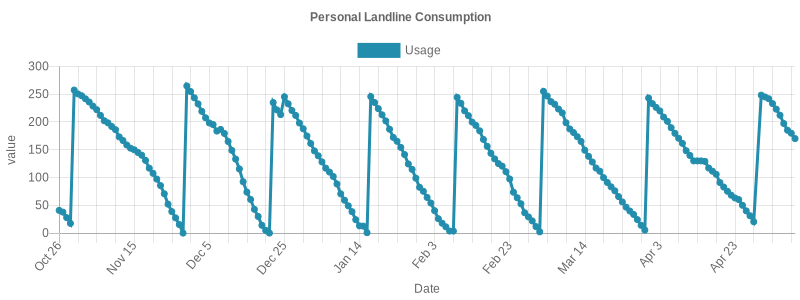 Personal Landline Consumption
Usage
300
250
200
150
100
50
0
value
Oct 26
Nov 15
Dec 5
Dec 25
Jan 14
Feb 3
Feb 23
Mar 14
Apr 3
Apr 23
Date